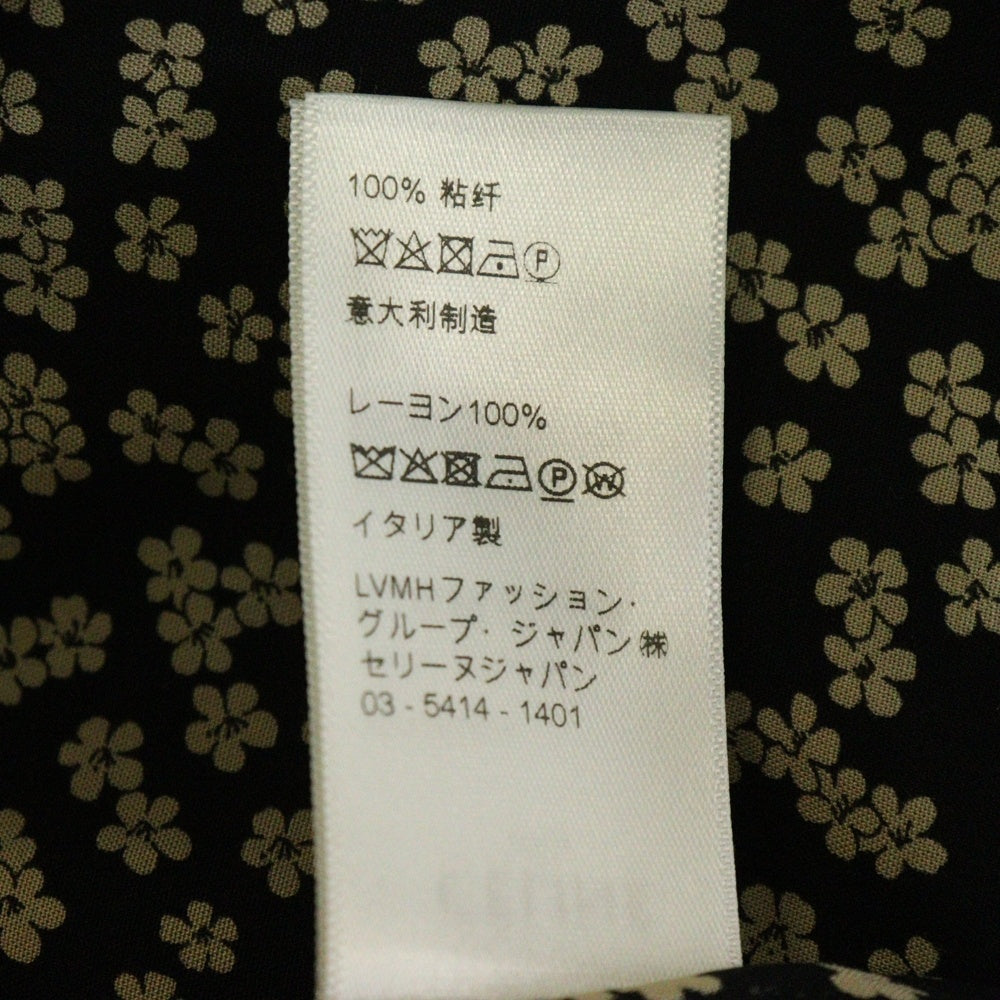 100% 粘纤
P
意大利制造
レーヨン100%
P W
イタリア製
LVMHファッション・
グループ・ジャパン㈱
セリーヌジャパン
03 - 5414 - 1401